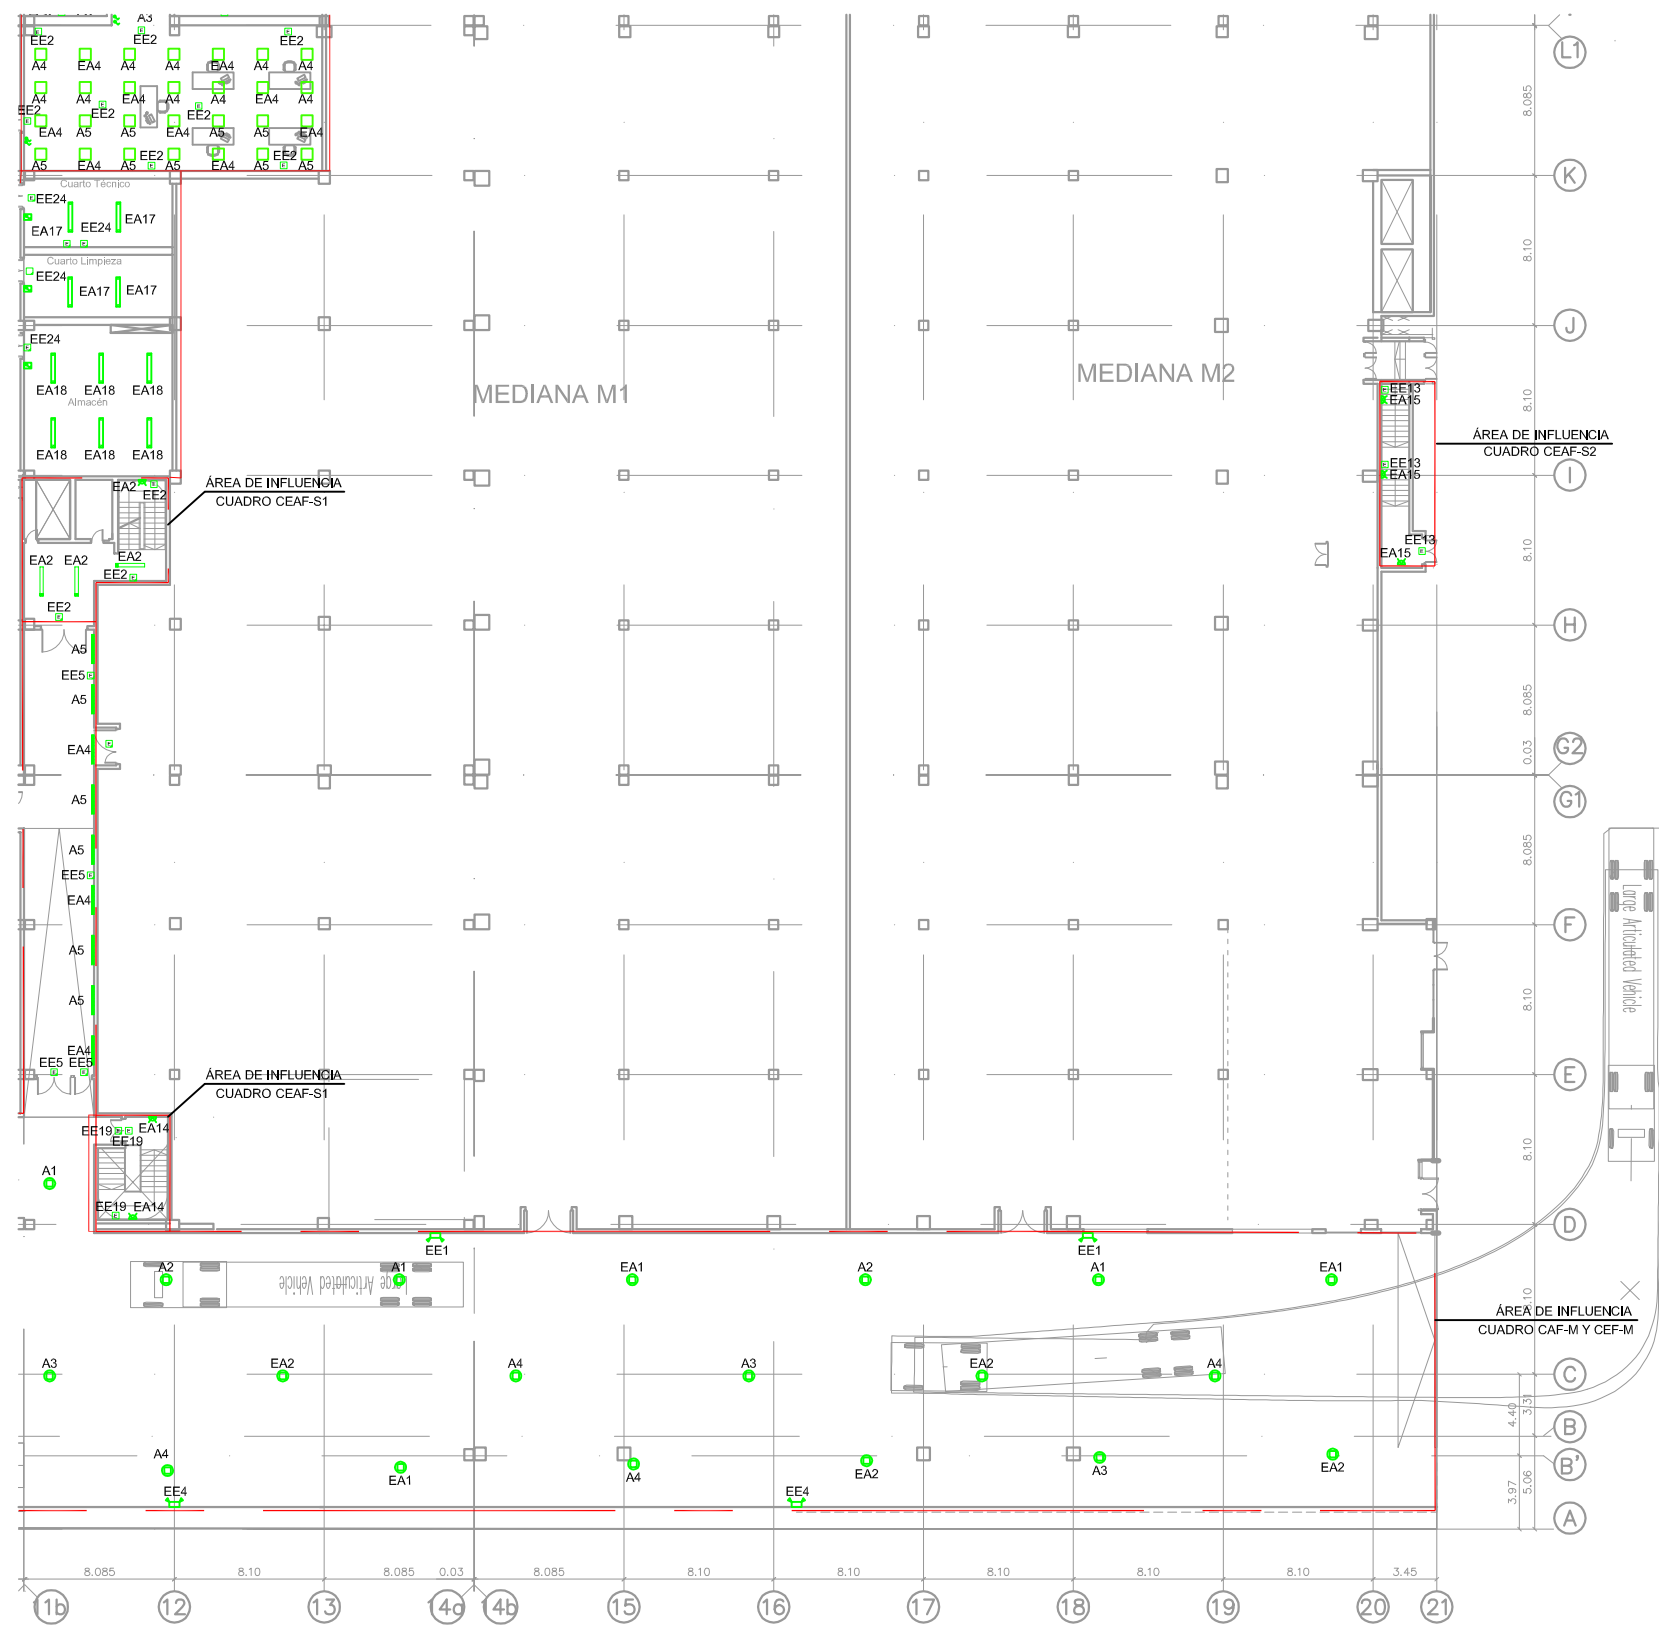 A3
EE2 EE2 EE2
A4 EA4 A4 A4 EA4 A4 A4
L1
A4 A4 EA4 A4 A4 EA4 A4
8.085
EE2 EE2 EE2
EA4 A5 A5 EA4 A5 A5 EA4
EE2 EE2
A5 EA4 A5 A5 EA4 A5 A5
K
Cuarto Técnico
EE24
EA17 EE24 EA17
8.10
Cuarto Limpieza
EE24
EA17 EA17
J
EE24
MEDIANA M1
MEDIANA M2
EA18 EA18 EA18
Almacén
EE13
EA15
8.10
EA18 EA18 EA18
ÁREA DE INFLUENCIA
CUADRO CEAF-S2
EE13
EA15
I
EA2 EE2
ÁREA DE INFLUENCIA
CUADRO CEAF-S1
EE13
EA15
8.10
EA2 EA2 EA2
EE2
EE2
H
A5
EE5
A5
8.085
EA4
0.03
G2
A5
G1
A5
8.085
EE5
EA4
F
Large Articulated Vehicle
A5
A5
8.10
EA4
EE5 EE5
ÁREA DE INFLUENCIA
CUADRO CEAF-S1
E
EE19 EA14
EE19
8.10
A1
EE19 EA14
D
EE1 EE1
A2 A1 EA1 A2 A1 EA1
Large Articulated Vehicle
ÁREA DE INFLUENCIA
CUADRO CAF-M Y CEF-M
A3 EA2 A4 A3 EA2 A4
C
4.40 3.31
B
A4 EA1 A4 EA2 A3 EA2
B'
EE4 EE4
3.97 5.06
A
8.085 8.10 8.085 0.03 8.085 8.10 8.10 8.10 8.10 8.10 3.45
11b 12 13 14a 14b 15 16 17 18 19 20 21